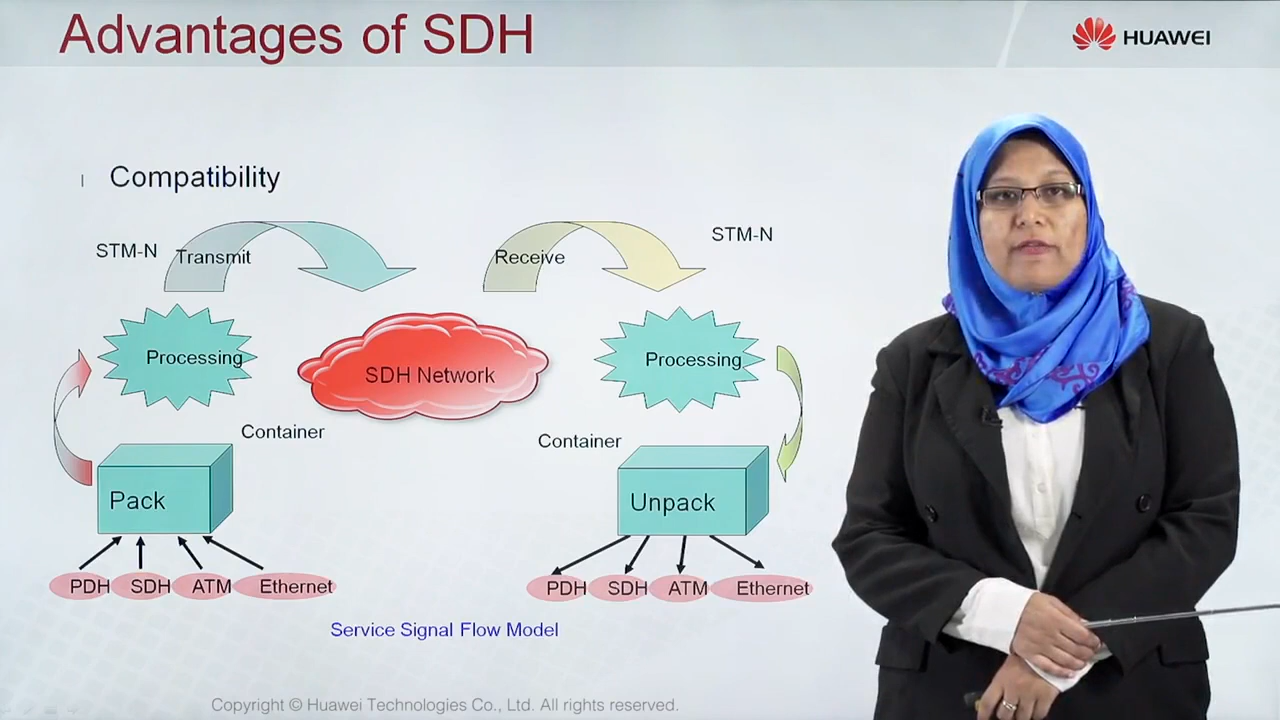 Advantages of SDH
HUAWEI
Compatibility
STM-N
Transmit
Receive
STM-N
Processing
SDH Network
Processing
Container
Container
Pack
Unpack
PDH SDH ATM Ethernet
PDH SDH ATM Ethernet
Service Signal Flow Model
Copyright © Huawei Technologies Co., Ltd. All rights reserved.